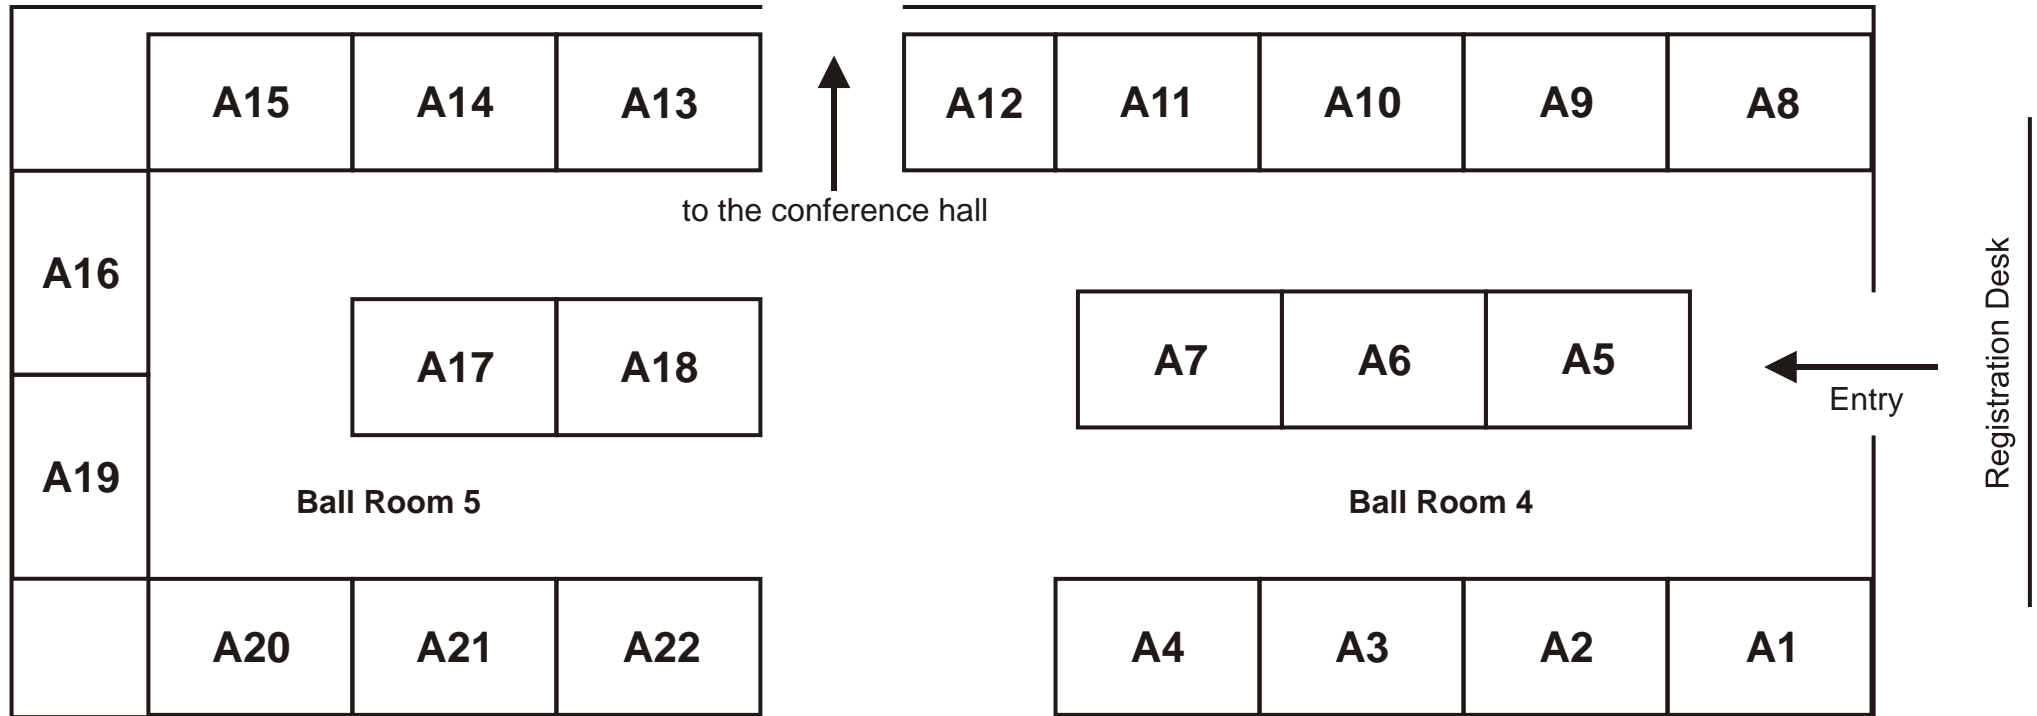 A15
A14
A13
A12
A11
A10
A9
A8
to the conference hall
A16
A17
A18
A7
A6
A5
Entry
Registration Desk
A19
Ball Room 5
Ball Room 4
A20
A21
A22
A4
A3
A2
A1